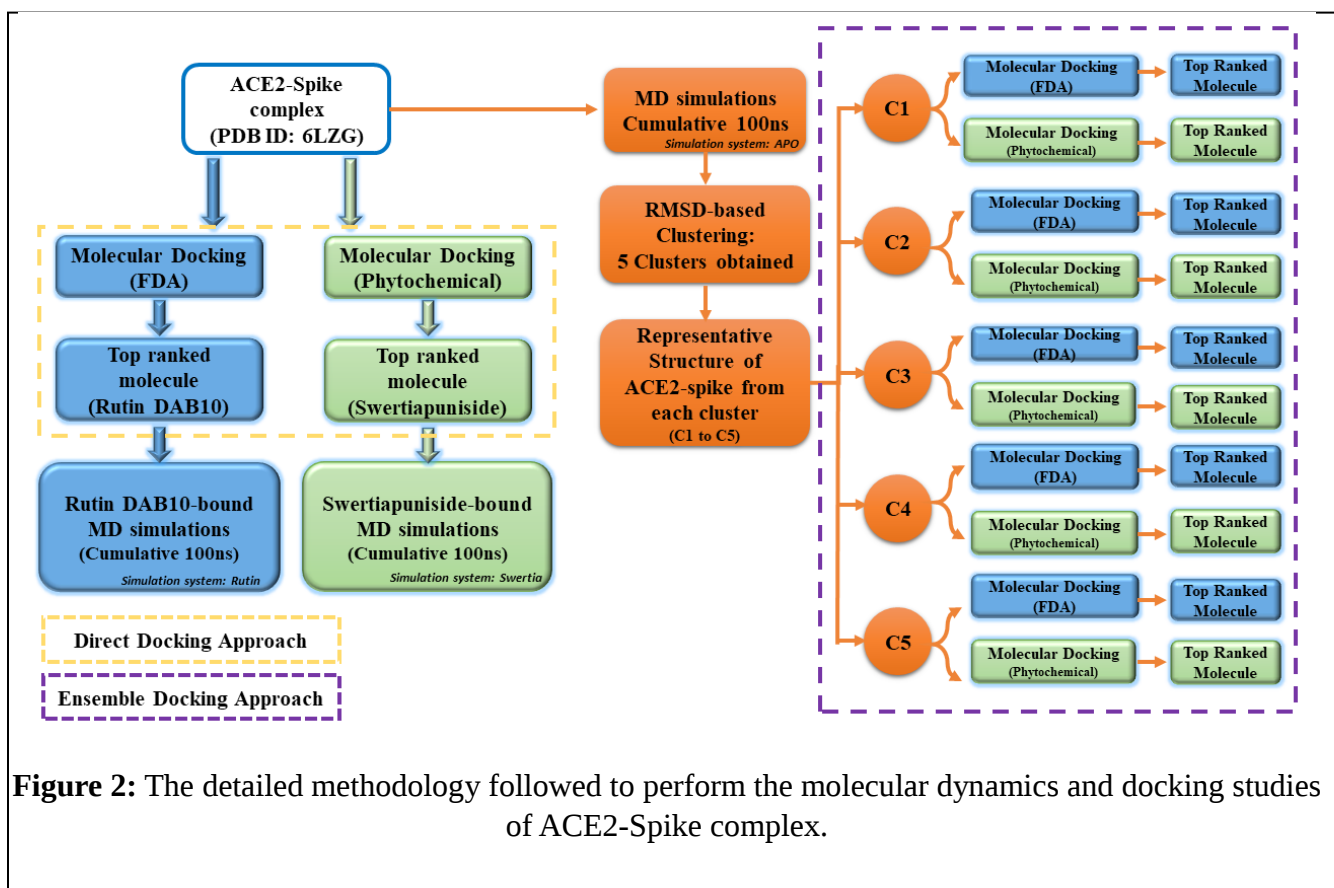 ACE2-Spike
complex
(PDB ID: 6LZG)
Molecular Docking
(FDA)
Top ranked
molecule
(Rutin DAB10)
Rutin DAB10-bound
MD simulations
(Cumulative 100ns)
Simulation system: Rutin
Molecular Docking
(Phytochemical)
Top ranked
molecule
(Swertiapuniside)
Swertiapuniside-bound
MD simulations
(Cumulative 100ns)
Simulation system: Swertia
Direct Docking Approach
Ensemble Docking Approach
MD simulations
Cumulative 100ns
Simulation system: APO
RMSD-based
Clustering:
5 Clusters obtained
Representative
Structure of
ACE2-spike from
each cluster
(C1 to C5)
C1
Molecular Docking
(FDA)
Top Ranked
Molecule
Molecular Docking
(Phytochemical)
Top Ranked
Molecule
C2
Molecular Docking
(FDA)
Top Ranked
Molecule
Molecular Docking
(Phytochemical)
Top Ranked
Molecule
C3
Molecular Docking
(FDA)
Top Ranked
Molecule
Molecular Docking
(Phytochemical)
Top Ranked
Molecule
C4
Molecular Docking
(FDA)
Top Ranked
Molecule
Molecular Docking
(Phytochemical)
Top Ranked
Molecule
C5
Molecular Docking
(FDA)
Top Ranked
Molecule
Molecular Docking
(Phytochemical)
Top Ranked
Molecule
Figure 2: The detailed methodology followed to perform the molecular dynamics and docking studies
of ACE2-Spike complex.